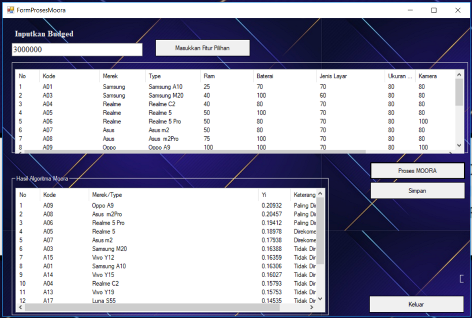 FormProsesMoora
Inputkan Budged
3000000
Masukkan Fitur Pilihan
No Kode Merek Type Ram Baterai Jenis Layar Ukuran ... Kamera
1 A01 Samsung Samsung A10 25 70 70 80 80
2 A03 Samsung Samsung M20 40 100 60 80 80
3 A04 Realme Realme C2 40 80 70 80 80
4 A05 Realme Realme 5 50 100 70 80 80
5 A06 Realme Realme 5 Pro 50 80 70 80 100
6 A07 Asus Asus m2 50 80 70 80 80
7 A08 Asus Asus m2Pro 75 100 70 80 80
8 A09 Oppo Oppo A9 100 100 70 80 80
Proses MOORA
Hasil Algoritma Moora
Simpan
No Kode Merek/Type Yi Keterang
1 A09 Oppo A9 0.20932 Paling Dir
2 A08 Asus m2Pro 0.20457 Paling Dir
3 A06 Realme 5 Pro 0.19412 Paling Dir
4 A05 Realme 5 0.18978 Direkome
5 A07 Asus m2 0.17938 Direkome
6 A03 Samsung M20 0.16388 Tidak Dir
7 A15 Vivo Y12 0.16359 Tidak Dir
8 A01 Samsung A10 0.16306 Tidak Dir
9 A14 Vivo Y15 0.16027 Tidak Dir
10 A04 Realme C2 0.15793 Tidak Dir
11 A13 Vivo Y19 0.15753 Tidak Dir
12 A17 Luna S55 0.14535 Tidak Dir
Keluar